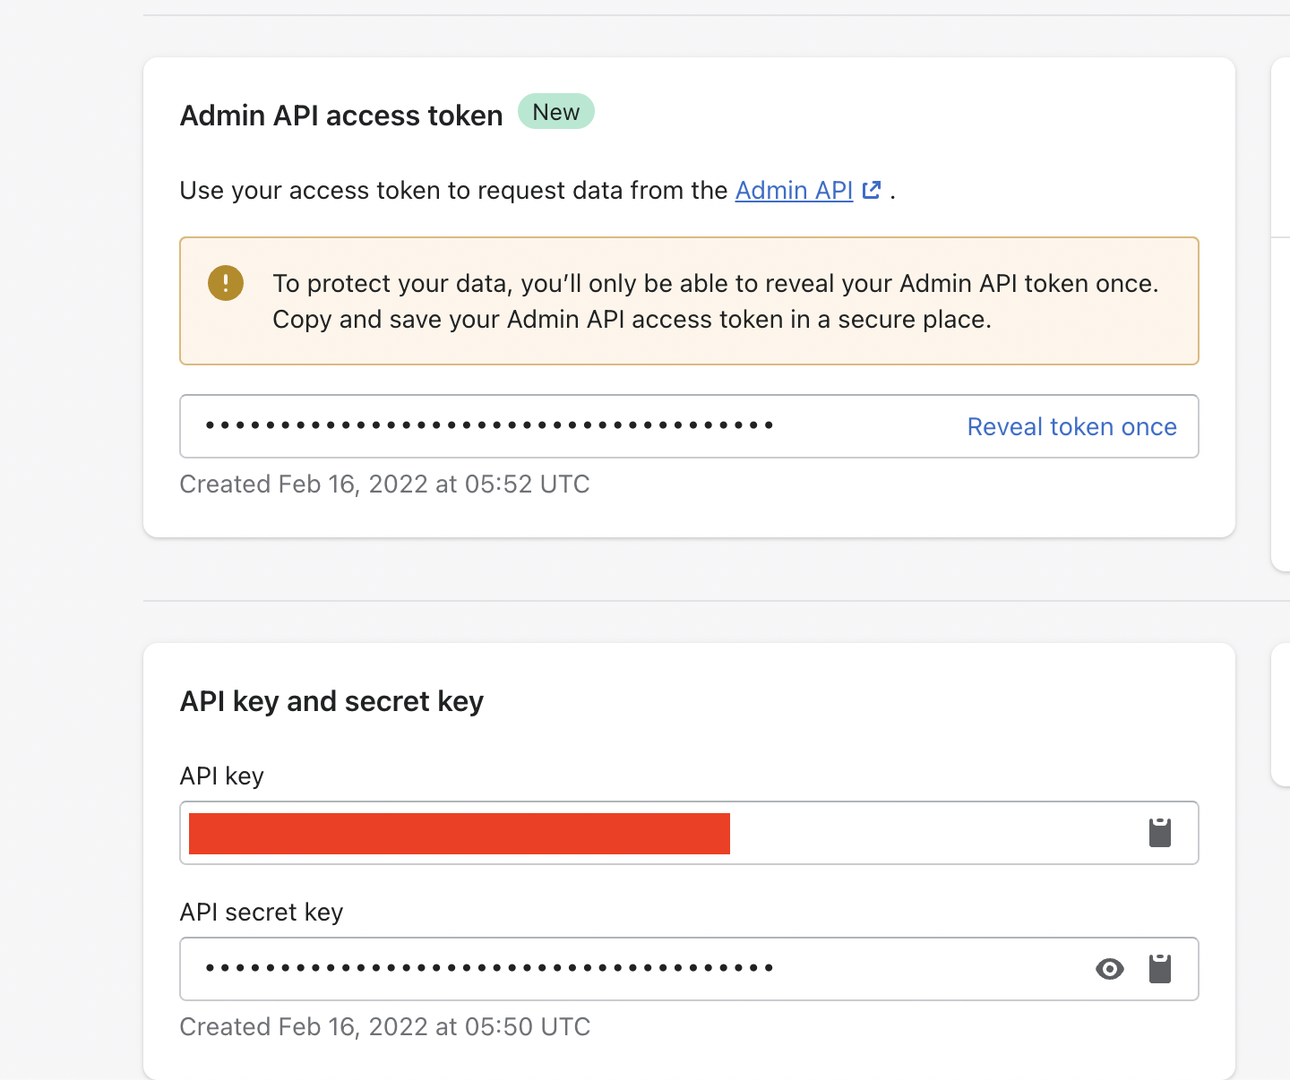 Admin API access token New
Use your access token to request data from the Admin API .
To protect your data, you’ll only be able to reveal your Admin API token once.
Copy and save your Admin API access token in a secure place.
•••••••••••••••••••••••••••••••••••••• Reveal token once
Created Feb 16, 2022 at 05:52 UTC
API key and secret key
API key
API secret key
••••••••••••••••••••••••••••••••••••••
Created Feb 16, 2022 at 05:50 UTC